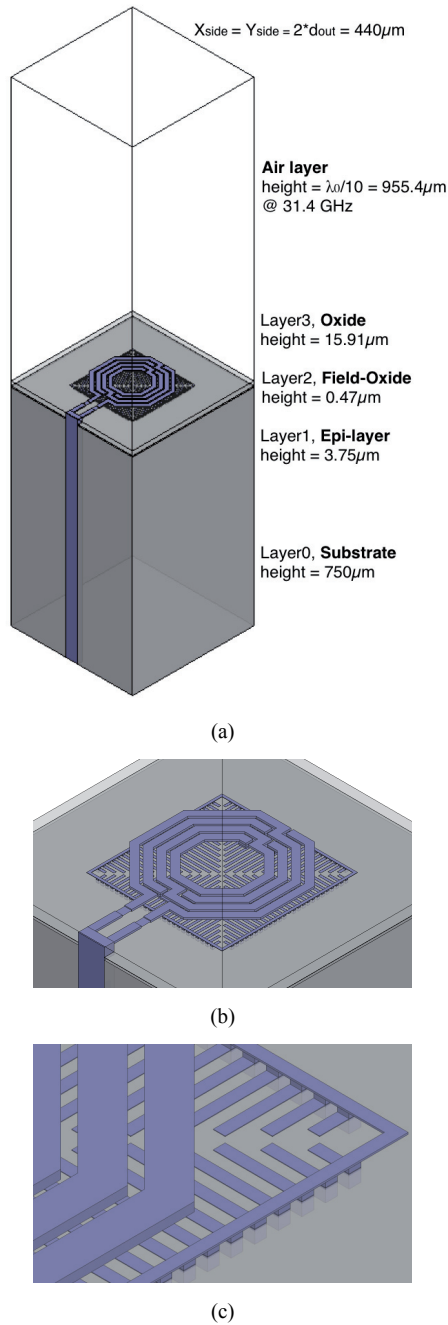 Xside = Yside = 2*dout = 440µm
Air layer
height = λ0/10 = 955.4µm
@ 31.4 GHz
Layer3, Oxide
height = 15.91µm
Layer2, Field-Oxide
height = 0.47µm
Layer1, Epi-layer
height = 3.75µm
Layer0, Substrate
height = 750µm
(a)
(b)
(c)